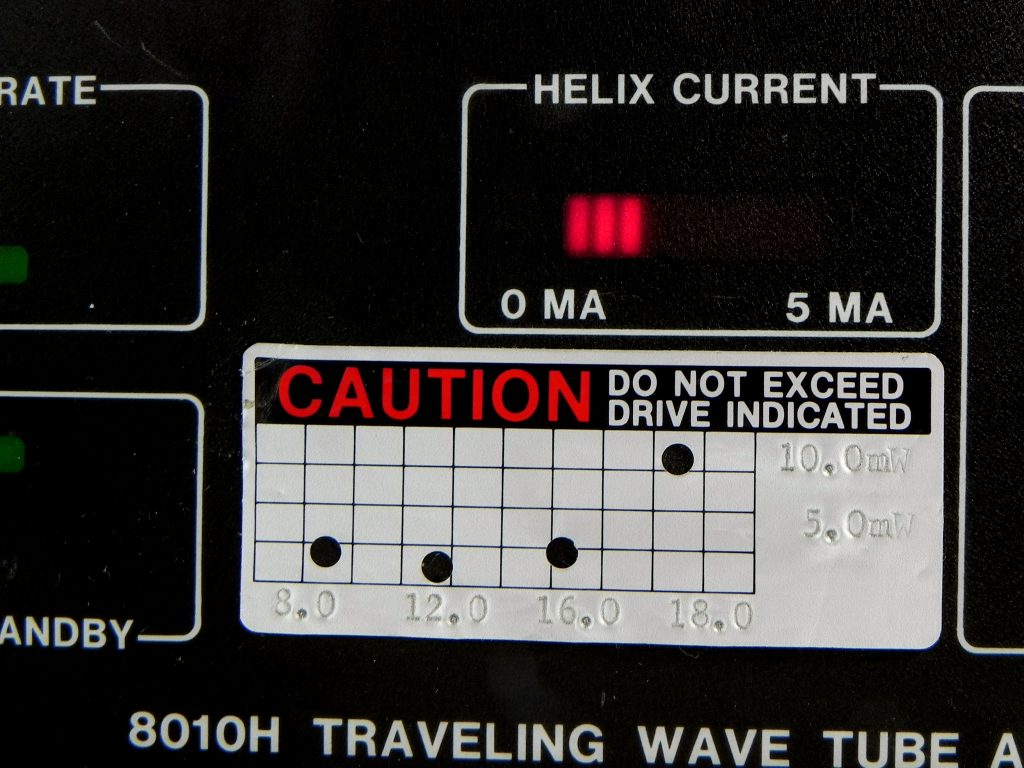 RATE
HELIX CURRENT
0 MA 5 MA
CAUTION DO NOT EXCEED
DRIVE INDICATED
10.0mW
5.0mW
8.0 12.0 16.0 18.0
ANDBY
8010H TRAVELING WAVE TUBE A